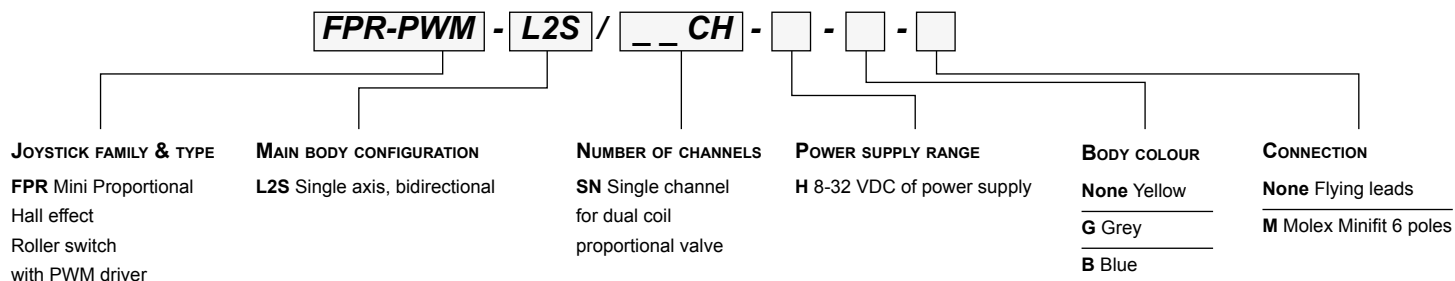 FPR-PWM - L2S / _ _ CH - - -
JOYSTICK FAMILY & TYPE
FPR Mini Proportional
Hall effect
Roller switch
with PWM driver
MAIN BODY CONFIGURATION
L2S Single axis, bidirectional
NUMBER OF CHANNELS
SN Single channel
for dual coil
proportional valve
POWER SUPPLY RANGE
H 8-32 VDC of power supply
BODY COLOUR
None Yellow
G Grey
B Blue
CONNECTION
None Flying leads
M Molex Minifit 6 poles